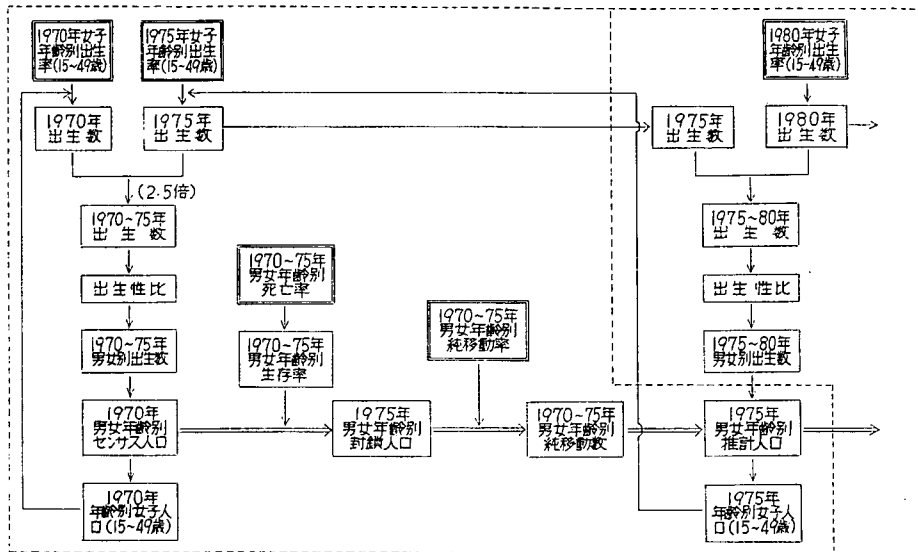 1970年女子
年齢別出生
率(15~49歳)
1975年女子
年齢別出生
率(15~49歳)
1980年女子
年齢別出生
率(15~49歳)
1970年
出生数
1975年
出生数
1975年
出生数
1980年
出生数
(2.5倍)
1970~75年
出生数
1975~80年
出生数
出生性比
1970~75年
男女年齢別
死亡率
出生性比
1970~75年
男女別出生数
1970~75年
男女年齢別
生存率
1970~75年
男女年齢別
純移動率
1975~80年
男女別出生数
1970年
男女年齢別
センサス人口
1975年
男女年齢別
封鎖人口
1970~75年
男女年齢別
純移動数
1975年
男女年齢別
推計人口
1970年
年齢別女子人
口(15~49歳)
1975年
年齢別女子人
口(15~49歳)